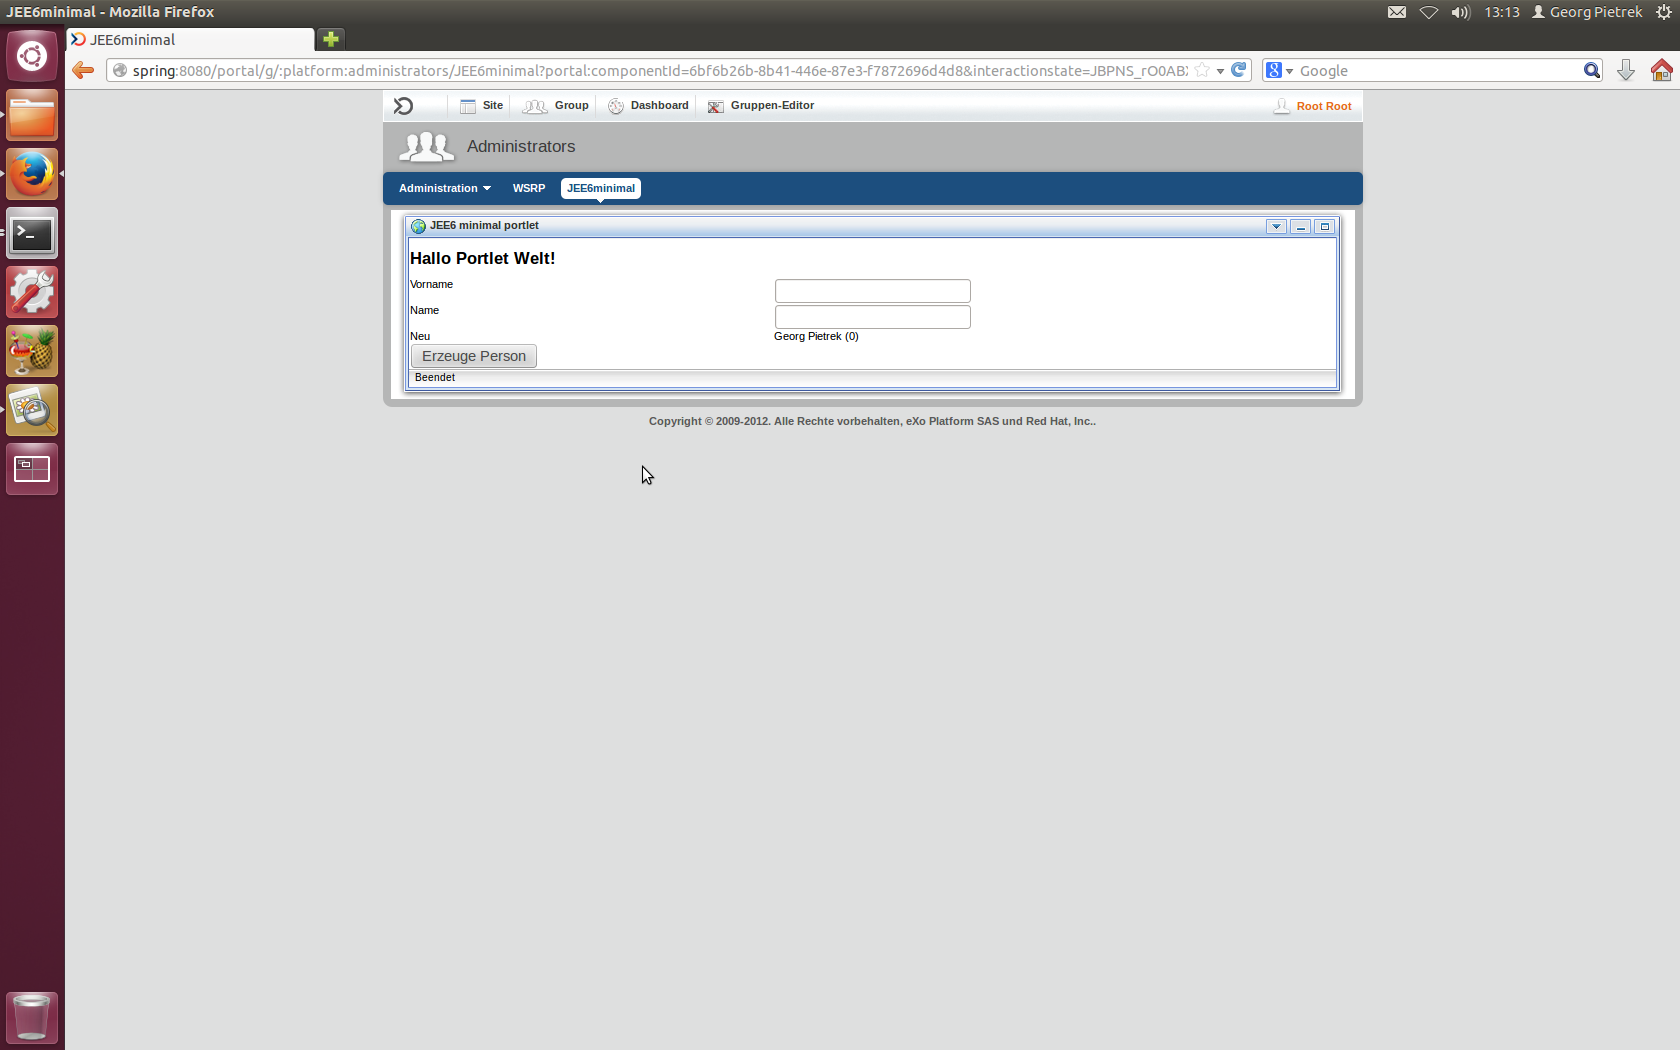 JEE6minimal - Mozilla Firefox
13:13 Georg Pietrek
JEE6minimal
spring:8080/portal/g/:platform:administrators/JEE6minimal?portal:componentId=6bf6b26b-8b41-446e-87e3-f7872696d4d8&interactionstate=JBPNS_rO0ABX
Google
Site Group Dashboard Gruppen-Editor Root Root
Administrators
Administration WSRP JEE6minimal
JEE6 minimal portlet
Hallo Portlet Welt!
Vorname
Name
Neu Georg Pietrek (0)
Erzeuge Person
Beendet
Copyright © 2009-2012. Alle Rechte vorbehalten, eXo Platform SAS und Red Hat, Inc..